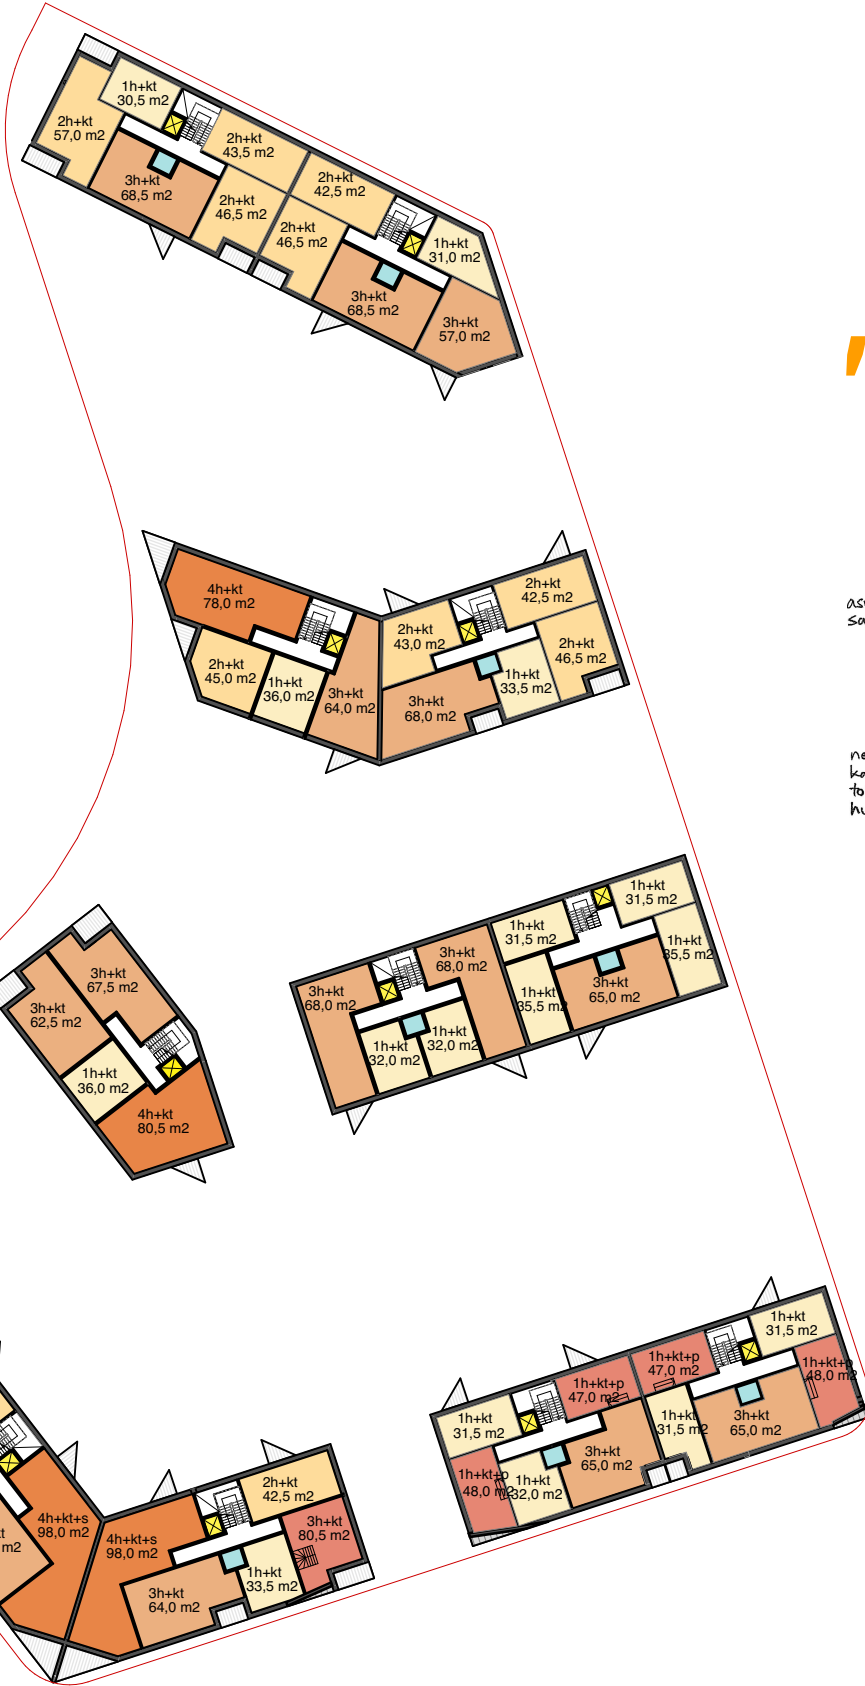 1h+kt
30,5 m2
2h+kt
57,0 m2
2h+kt
43,5 m2
3h+kt
68,5 m2
2h+kt
42,5 m2
2h+kt
46,5 m2
2h+kt
46,5 m2
1h+kt
31,0 m2
3h+kt
68,5 m2
3h+kt
57,0 m2
4h+kt
78,0 m2
2h+kt
42,5 m2
2h+kt
43,0 m2
2h+kt
46,5 m2
2h+kt
45,0 m2
1h+kt
36,0 m2
3h+kt
64,0 m2
1h+kt
33,5 m2
3h+kt
68,0 m2
1h+kt
31,5 m2
1h+kt
31,5 m2
3h+kt
68,0 m2
1h+kt
35,5 m2
3h+kt
68,0 m2
1h+kt
35,5 m2
3h+kt
65,0 m2
1h+kt
32,0 m2
1h+kt
32,0 m2
3h+kt
67,5 m2
3h+kt
62,5 m2
1h+kt
36,0 m2
4h+kt
80,5 m2
1h+kt
31,5 m2
1h+kt+p
47,0 m2
1h+kt+p
48,0 m2
1h+kt+p
47,0 m2
1h+kt
31,5 m2
1h+kt
31,5 m2
3h+kt
65,0 m2
3h+kt
65,0 m2
1h+kt+p
48,0 m2
1h+kt
32,0 m2
2h+kt
42,5 m2
4h+kt+s
98,0 m2
3h+kt
80,5 m2
4h+kt+s
98,0 m2
m2
1h+kt
33,5 m2
3h+kt
64,0 m2